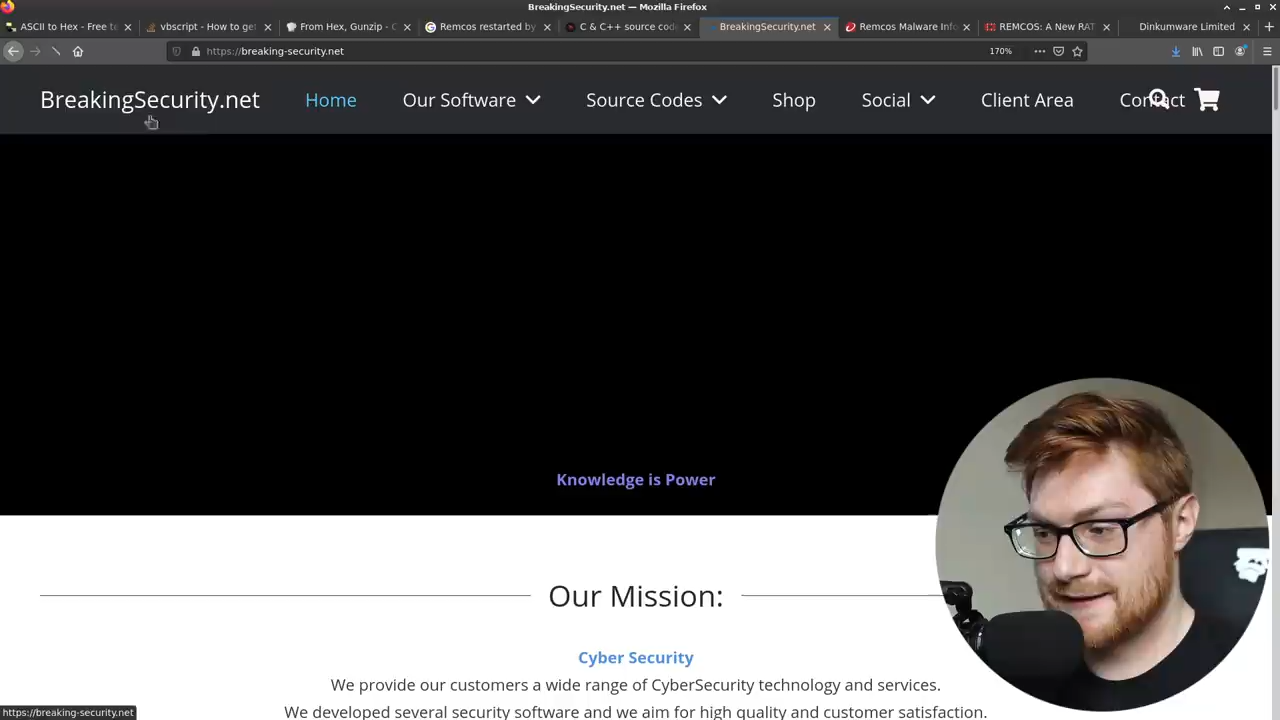 BreakingSecurity.net — Mozilla Firefox
ASCII to Hex - Free te
vbscript - How to get
From Hex, Gunzip - C
Remcos restarted by
C & C++ source code
BreakingSecurity.net
Remcos Malware Info
REMCOS: A New RAT
Dinkumware Limited
https://breaking-security.net
170%
BreakingSecurity.net
Home
Our Software
Source Codes
Shop
Social
Client Area
Contact
Knowledge is Power
Our Mission:
Cyber Security
We provide our customers a wide range of CyberSecurity technology and services.
We developed several security software and we aim for high quality and customer satisfaction.
https://breaking-security.net